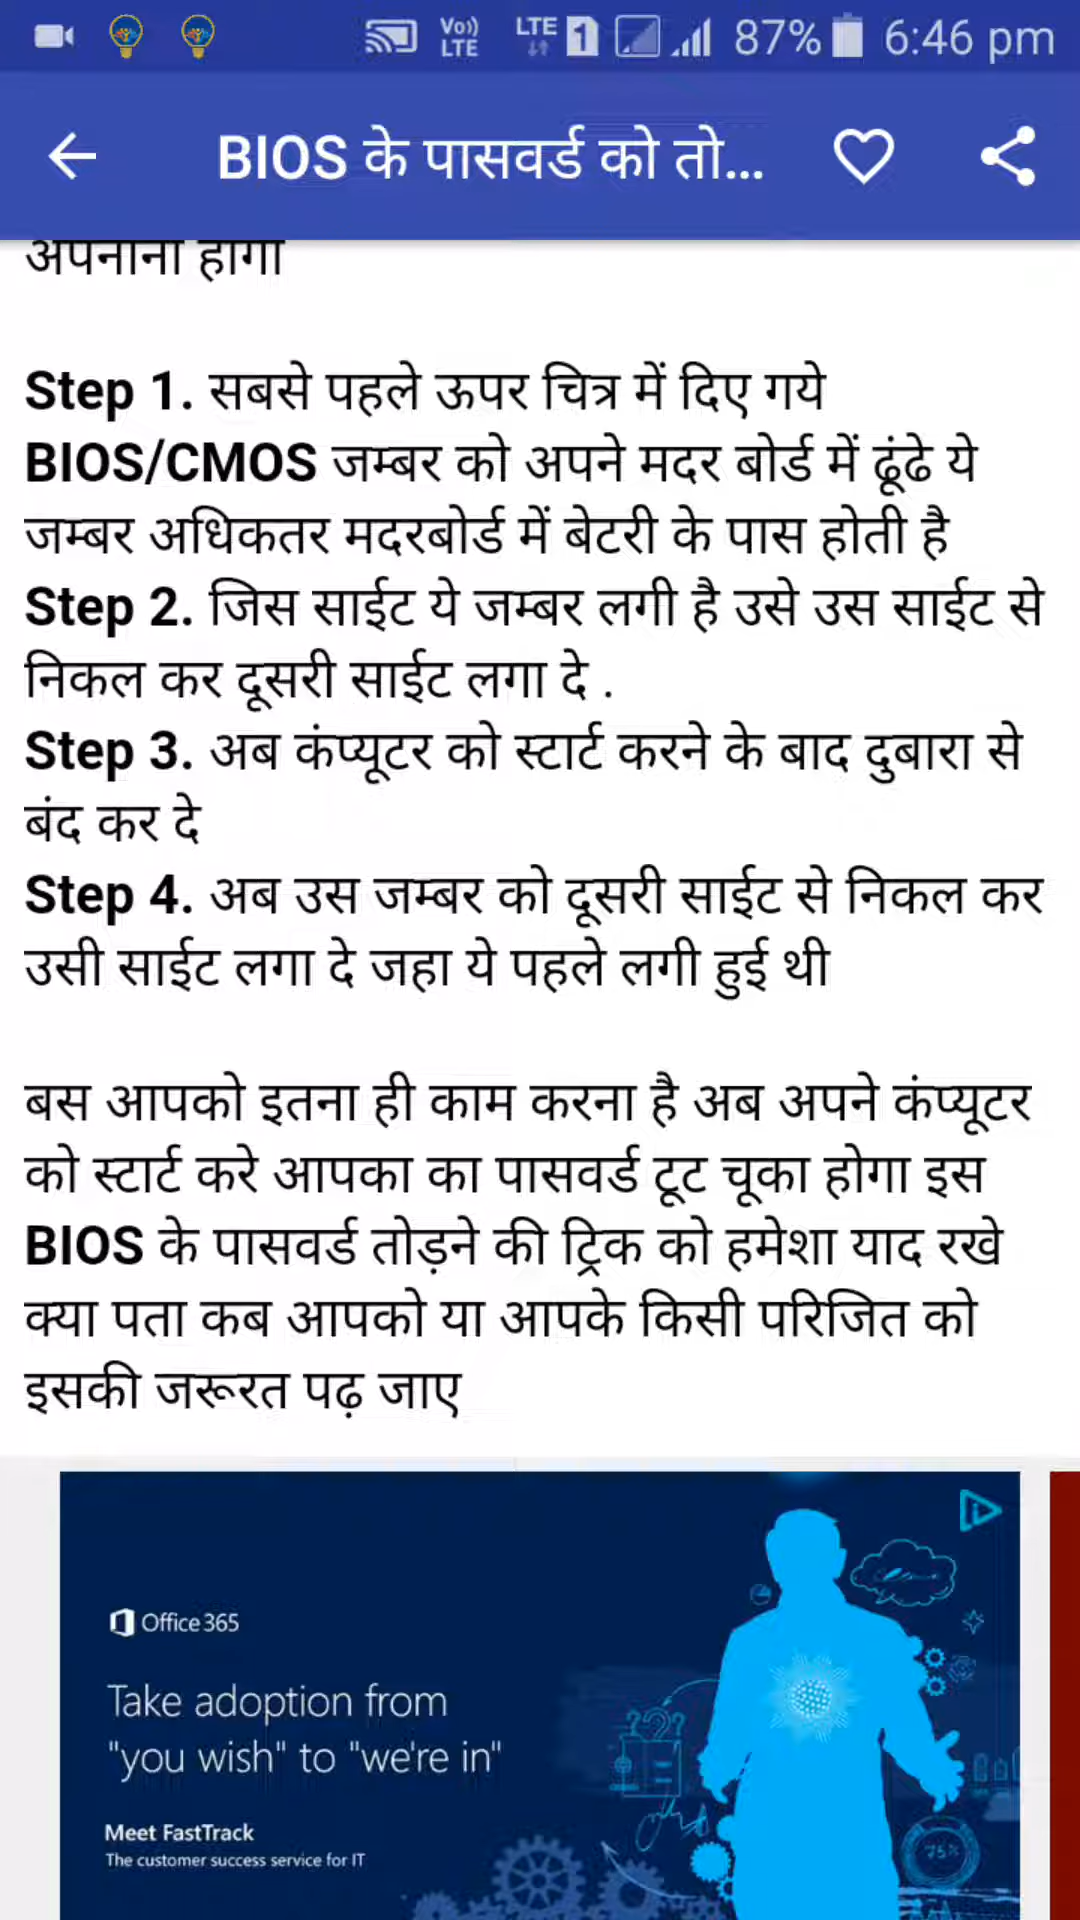 Vo)) LTE LTE 1 87% 6:46 pm
BIOS के पासवर्ड को तो...
अपनाना होगा
Step 1. सबसे पहले ऊपर चित्र में दिए गये
BIOS/CMOS जम्बर को अपने मदर बोर्ड में ढूंढे ये
जम्बर अधिकतर मदरबोर्ड में बेटरी के पास होती है
Step 2. जिस साईट ये जम्बर लगी है उसे उस साईट से
निकल कर दूसरी साईट लगा दे .
Step 3. अब कंप्यूटर को स्टार्ट करने के बाद दुबारा से
बंद कर दे
Step 4. अब उस जम्बर को दूसरी साईट से निकल कर
उसी साईट लगा दे जहा ये पहले लगी हुई थी
बस आपको इतना ही काम करना है अब अपने कंप्यूटर
को स्टार्ट करे आपका का पासवर्ड टूट चूका होगा इस
BIOS के पासवर्ड तोड़ने की ट्रिक को हमेशा याद रखे
क्या पता कब आपको या आपके किसी परिजित को
इसकी जरूरत पढ़ जाए
Office 365
Take adoption from
"you wish" to "we're in"
Meet FastTrack
The customer success service for IT
???
75%